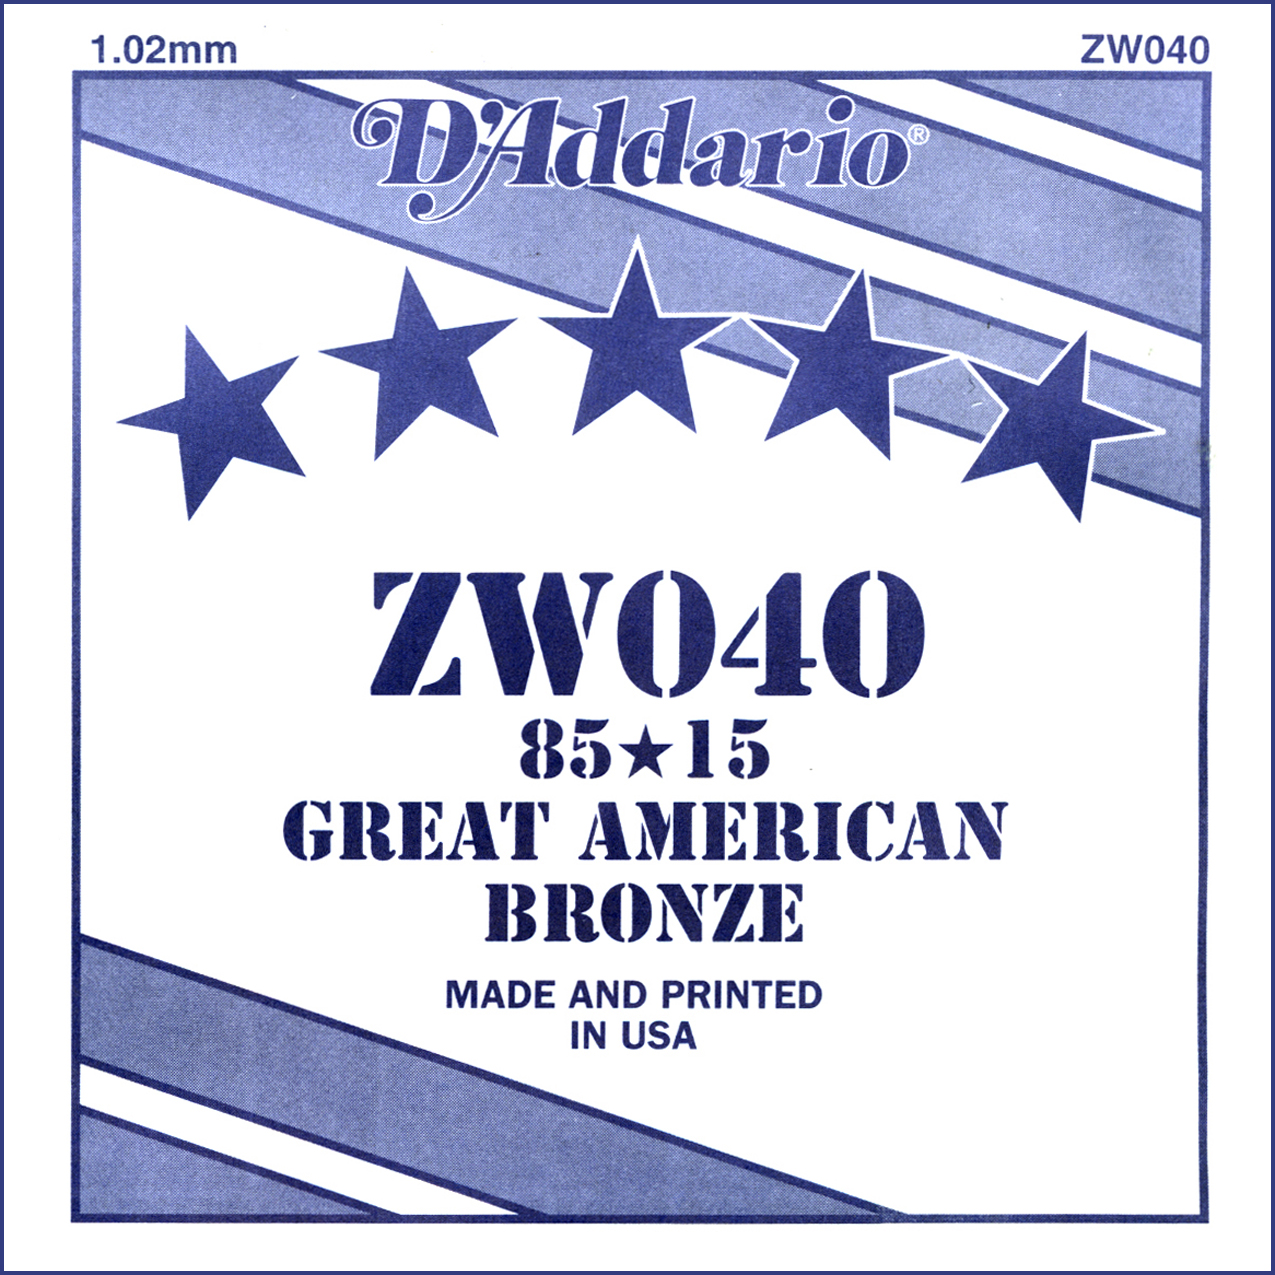 1.02mm ZW040
D'Addario®
ZW040
85★15
GREAT AMERICAN
BRONZE
MADE AND PRINTED
IN USA